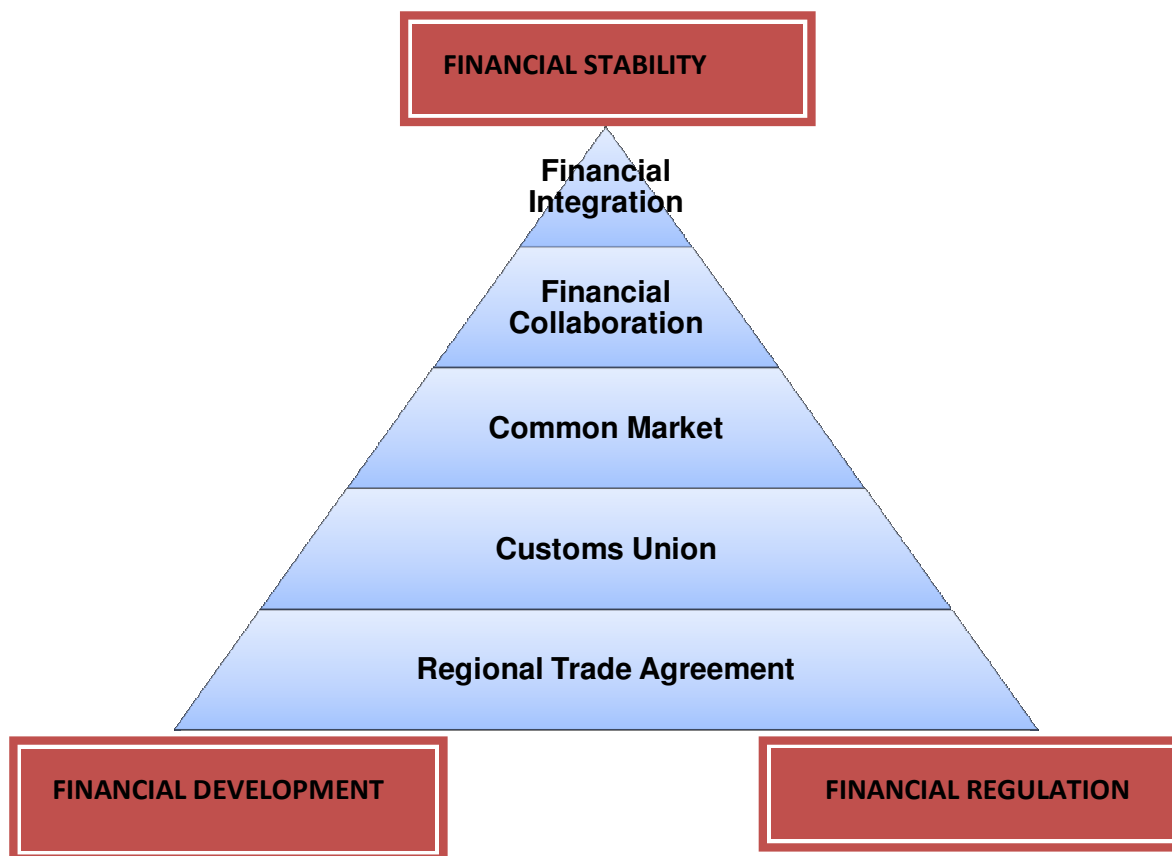 FINANCIAL STABILITY
Financial
Integration
Financial
Collaboration
Common Market
Customs Union
Regional Trade Agreement
FINANCIAL DEVELOPMENT
FINANCIAL REGULATION